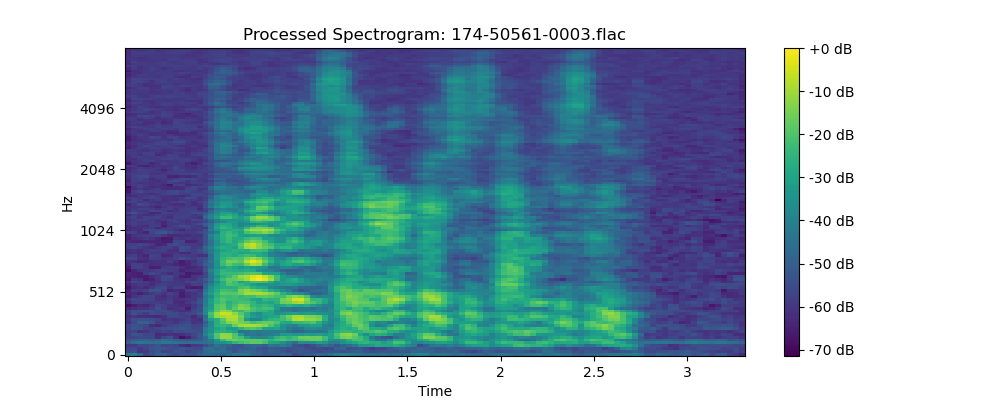 Processed Spectrogram: 174-50561-0003.flac
Hz
4096
2048
1024
512
0
0
0.5
1
1.5
2
2.5
3
Time
+0 dB
-10 dB
-20 dB
-30 dB
-40 dB
-50 dB
-60 dB
-70 dB